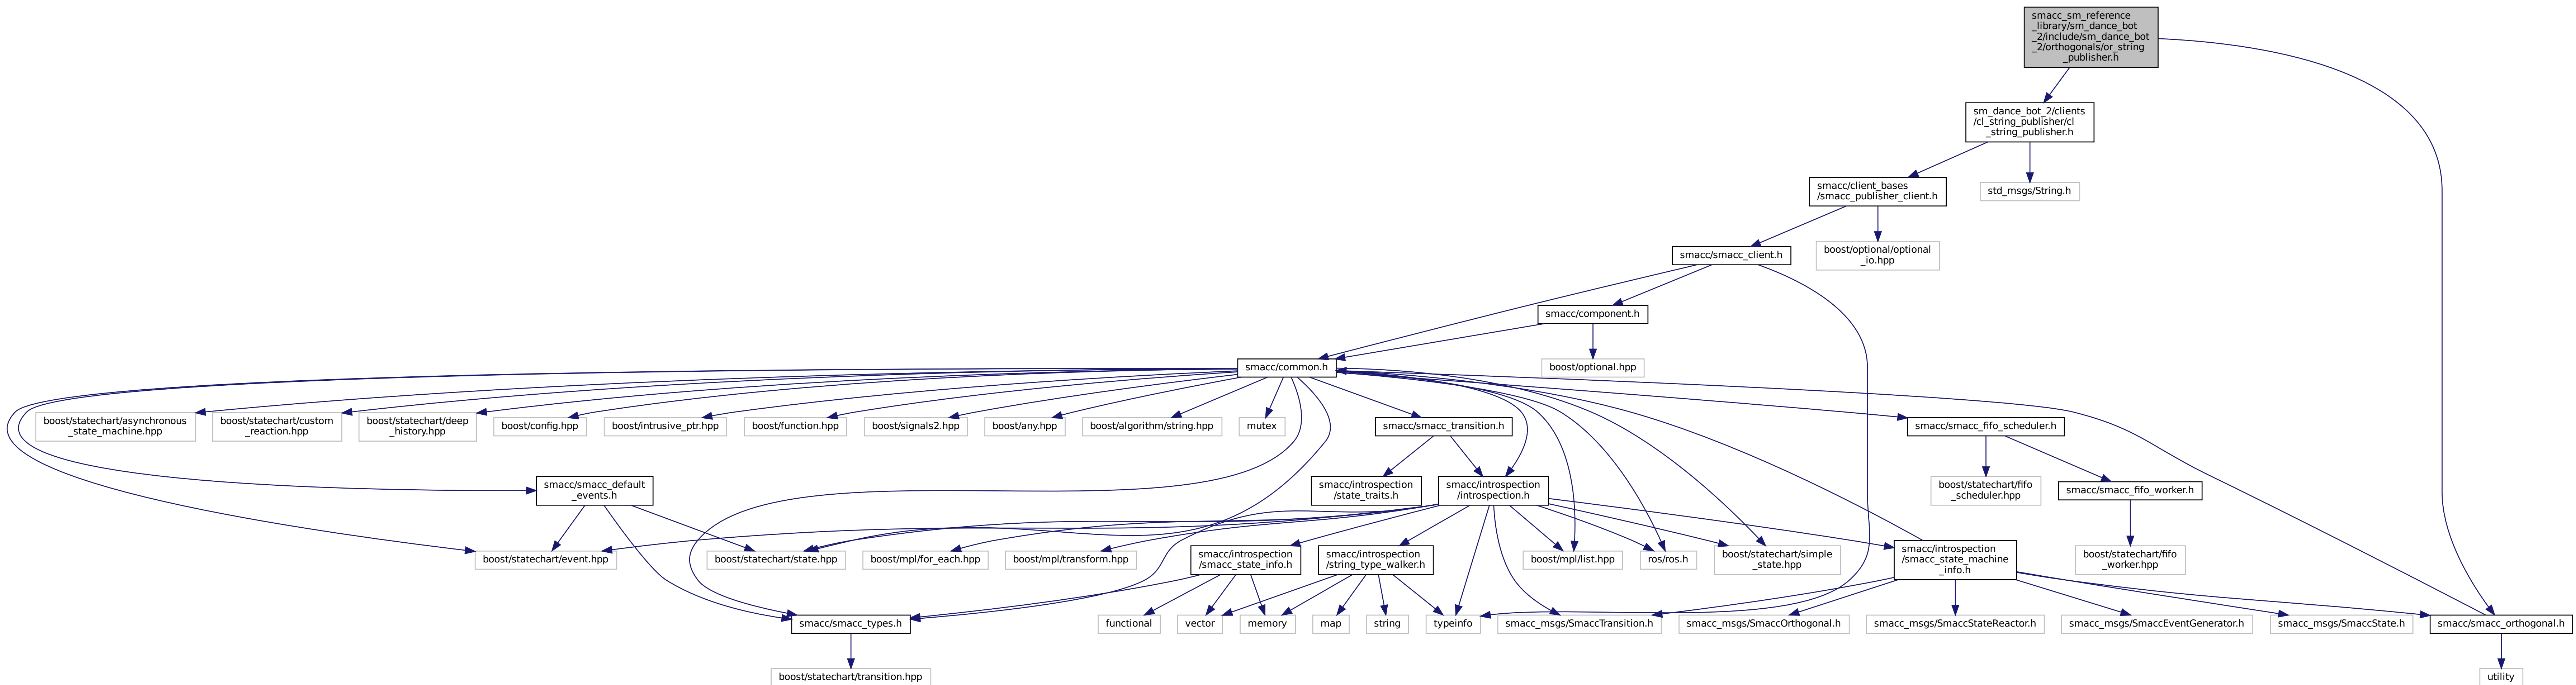 smacc_sm_reference
_library/sm_dance_bot
_2/include/sm_dance_bot
_2/orthogonals/or_string
_publisher.h
sm_dance_bot_2/clients
/cl_string_publisher/cl
_string_publisher.h
smacc/client_bases
/smacc_publisher_client.h
std_msgs/String.h
smacc/smacc_client.h
boost/optional/optional
_io.hpp
smacc/component.h
smacc/common.h
boost/optional.hpp
boost/statechart/asynchronous
_state_machine.hpp
boost/statechart/custom
_reaction.hpp
boost/statechart/deep
_history.hpp
boost/config.hpp
boost/intrusive_ptr.hpp
boost/function.hpp
boost/signals2.hpp
boost/any.hpp
boost/algorithm/string.hpp
mutex
smacc/smacc_transition.h
smacc/smacc_fifo_scheduler.h
smacc/smacc_default
_events.h
smacc/introspection
/state_traits.h
smacc/introspection
/introspection.h
boost/statechart/fifo
_scheduler.hpp
smacc/smacc_fifo_worker.h
boost/statechart/event.hpp
boost/statechart/state.hpp
boost/mpl/for_each.hpp
boost/mpl/transform.hpp
smacc/introspection
/smacc_state_info.h
smacc/introspection
/string_type_walker.h
boost/mpl/list.hpp
ros/ros.h
boost/statechart/simple
_state.hpp
smacc/introspection
/smacc_state_machine
_info.h
boost/statechart/fifo
_worker.hpp
smacc/smacc_types.h
functional
vector
memory
map
string
typeinfo
smacc_msgs/SmaccTransition.h
smacc_msgs/SmaccOrthogonal.h
smacc_msgs/SmaccStateReactor.h
smacc_msgs/SmaccEventGenerator.h
smacc_msgs/SmaccState.h
smacc/smacc_orthogonal.h
boost/statechart/transition.hpp
utility